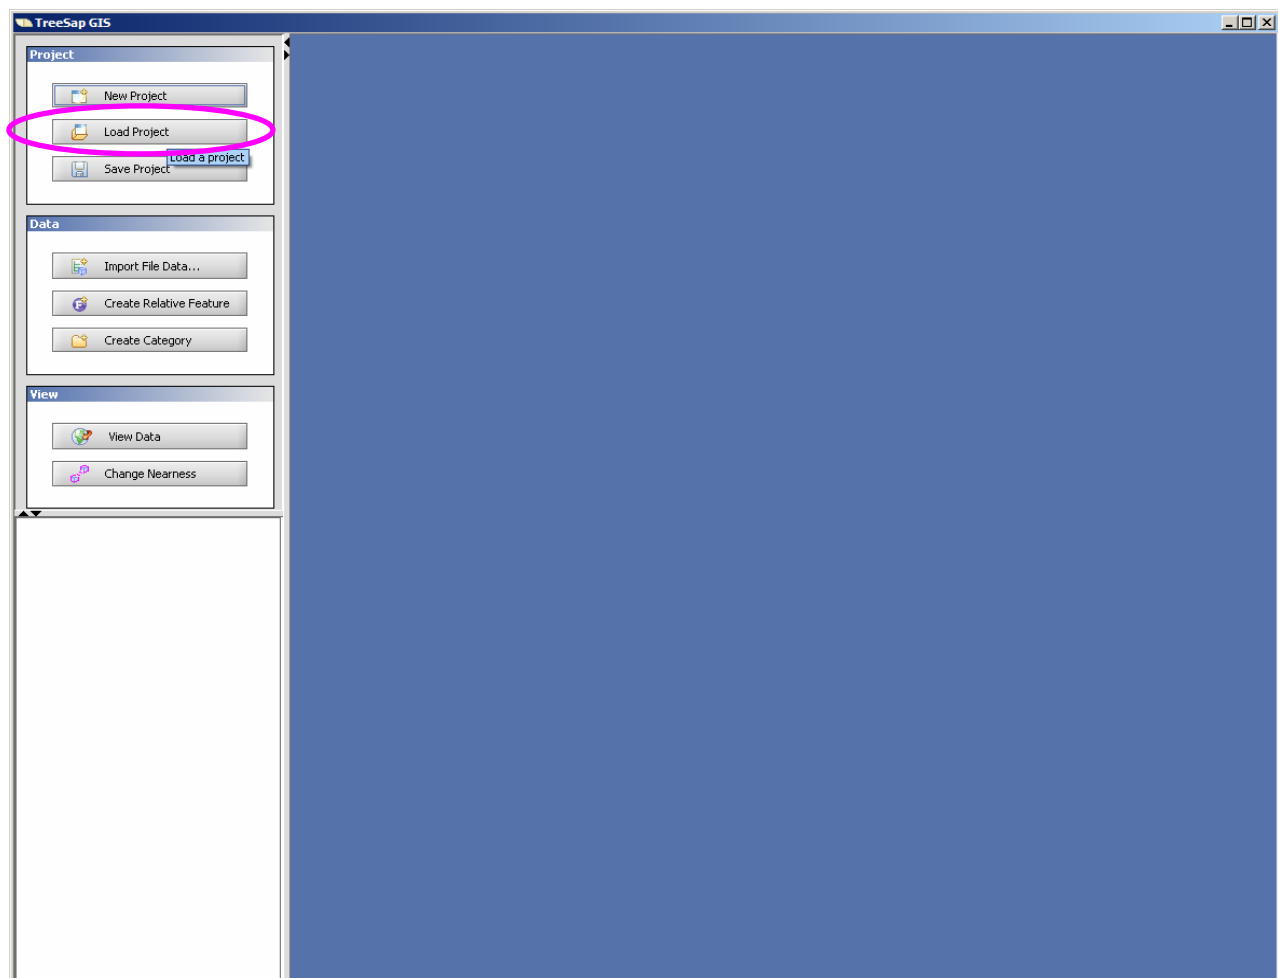 TreeSap GIS
Project
New Project
Load Project
Load a project
Save Project
Data
Import File Data...
Create Relative Feature
Create Category
View
View Data
Change Nearness